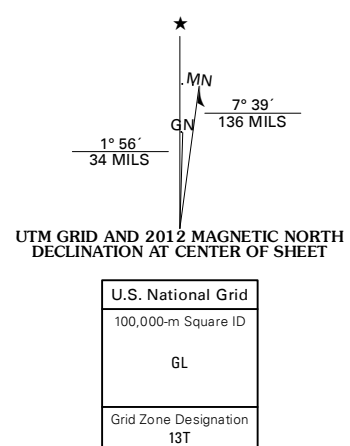 MN
GN
7° 39´
136 MILS
1° 56´
34 MILS
UTM GRID AND 2012 MAGNETIC NORTH
DECLINATION AT CENTER OF SHEET
U.S. National Grid
100,000-m Square ID
GL
Grid Zone Designation
13T